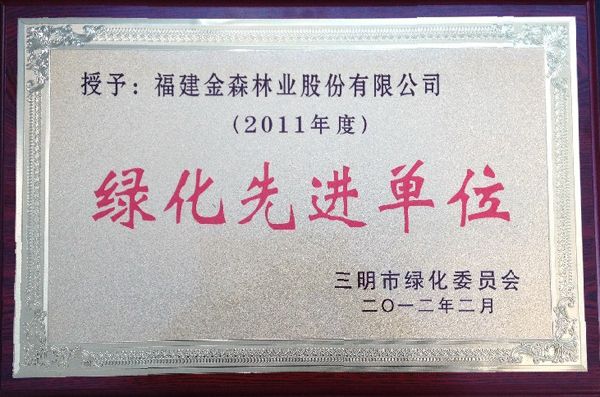 授予：福建金森林业股份有限公司
（2011年度）
绿化先进单位
三明市绿化委员会
二〇一二年二月